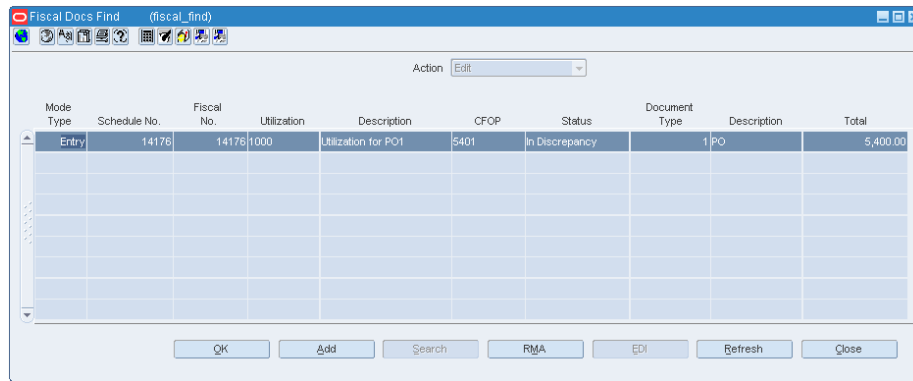 Fiscal Docs Find (fiscal_find)
Action Edit
Mode Type Schedule No. Fiscal No. Utilization Description CFOP Status Document Type Description Total
Entry 14176 14176 1000 Utilization for PO1 5401 In Discrepancy 1 PO 5,400.00
OK Add Search RMA EDI Refresh Close